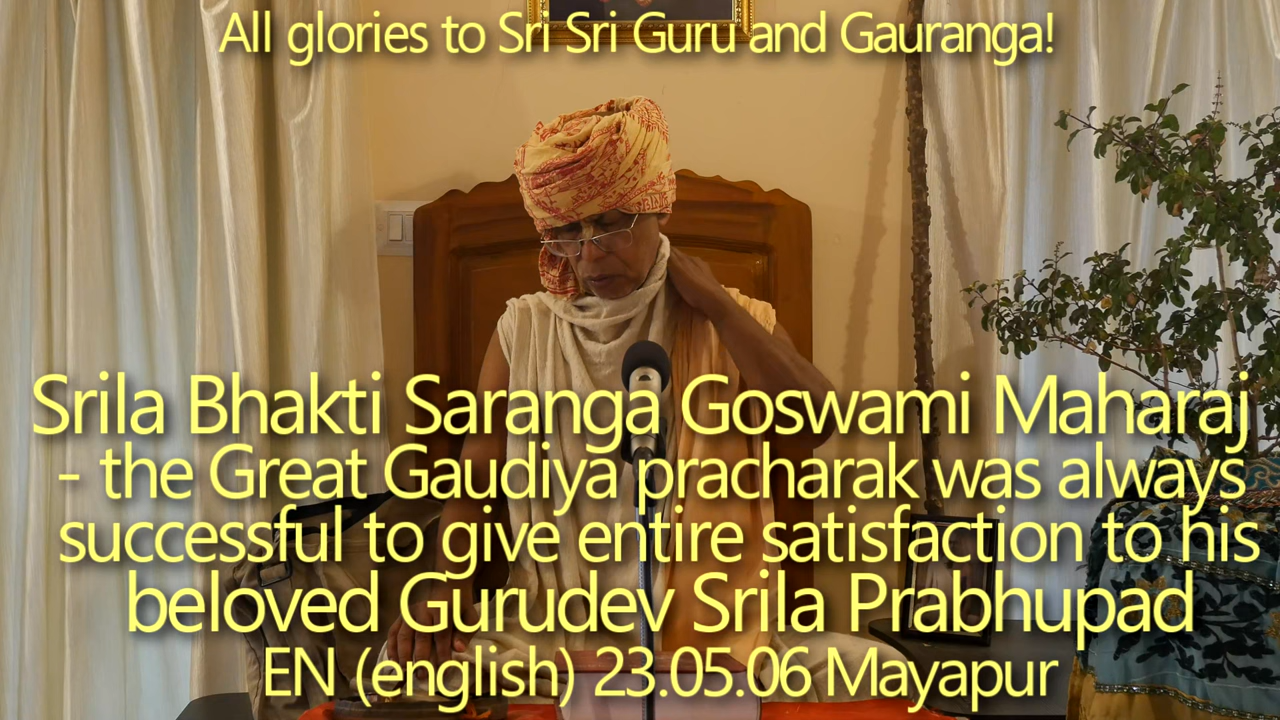 All glories to Sri Sri Guru and Gauranga!
Srila Bhakti Saranga Goswami Maharaj
- the Great Gaudiya pracharak was always
successful to give entire satisfaction to his
beloved Gurudev Srila Prabhupad
EN (english) 23.05.06 Mayapur